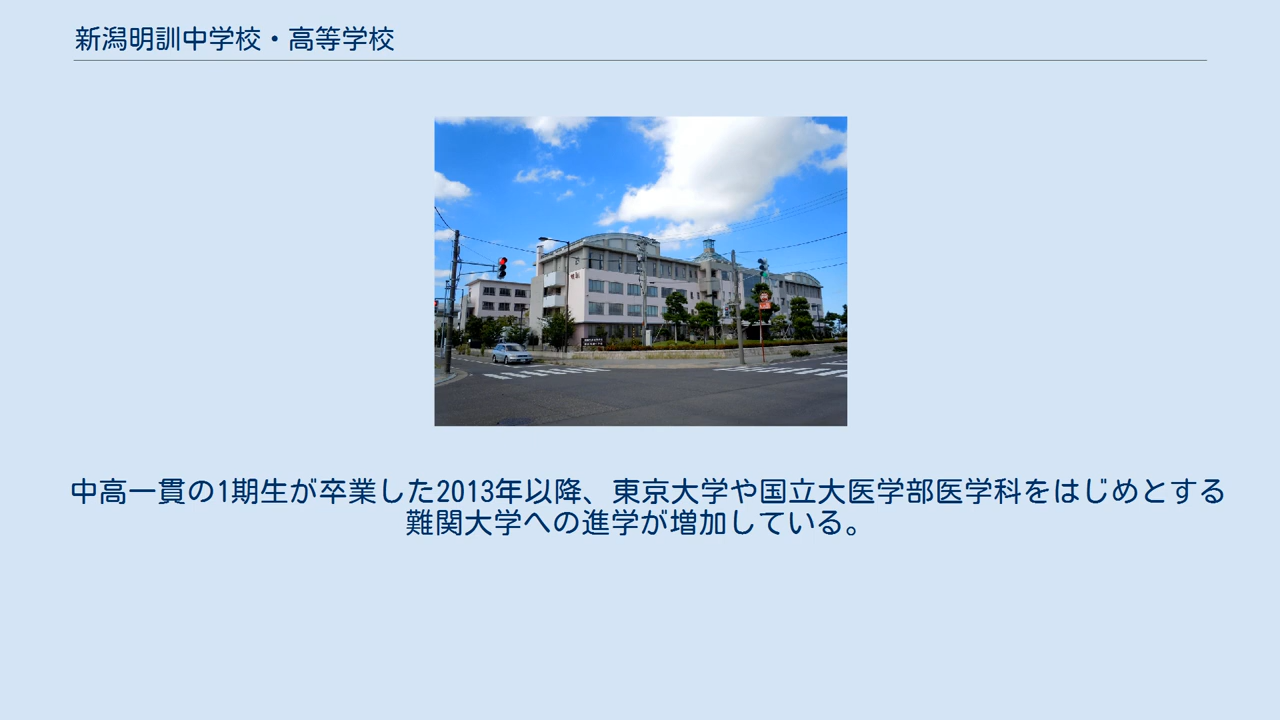 新潟明訓中学校・高等学校
中高一貫の1期生が卒業した2013年以降、東京大学や国立大医学部医学科をはじめとする
難関大学への進学が増加している。